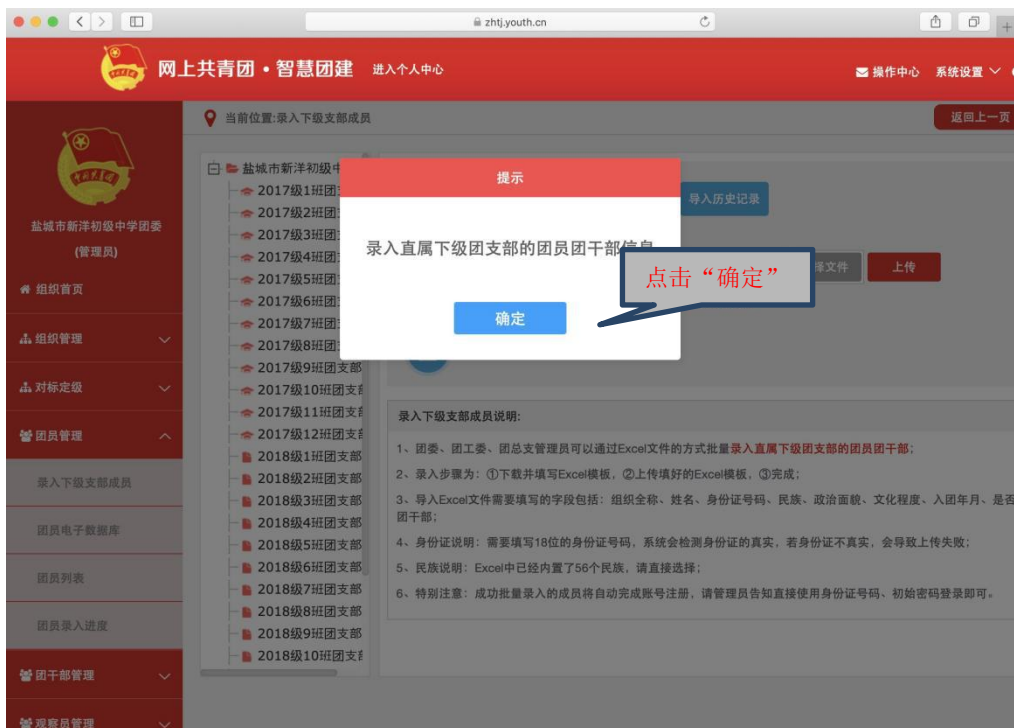 zhtj.youth.cn
网上共青团·智慧团建 进入个人中心
操作中心 系统设置
当前位置:录入下级支部成员
返回上一页
盐城市新洋初级中学团委
(管理员)
组织首页
组织管理
对标定级
团员管理
录入下级支部成员
团员电子数据库
团员列表
团员录入进度
团干部管理
观察员管理
盐城市新洋初级中
2017级1班团
2017级2班团
2017级3班团
2017级4班团
2017级5班团
2017级6班团
2017级7班团
2017级8班团
2017级9班团支部
2017级10班团支
2017级11班团支
2017级12班团支
2018级1班团支部
2018级2班团支部
2018级3班团支部
2018级4班团支部
2018级5班团支部
2018级6班团支部
2018级7班团支部
2018级8班团支部
2018级9班团支部
2018级10班团支
提示
录入直属下级团支部的团员团干部信息
确定
点击“确定”
导入历史记录
择文件
上传
录入下级支部成员说明:
1、团委、团工委、团总支管理员可以通过Excel文件的方式批量录入直属下级团支部的团员团干部;
2、录入步骤为: ①下载并填写Excel模板, ②上传填好的Excel模板, ③完成;
3、导入Excel文件需要填写的字段包括: 组织全称、姓名、身份证号码、民族、政治面貌、文化程度、入团年月、是否
团干部;
4、身份证说明: 需要填写18位的身份证号码, 系统会检测身份证的真实, 若身份证不真实, 会导致上传失败;
5、民族说明: Excel中已经内置了56个民族, 请直接选择;
6、特别注意: 成功批量录入的成员将自动完成账号注册, 请管理员告知直接使用身份证号码、初始密码登录即可。